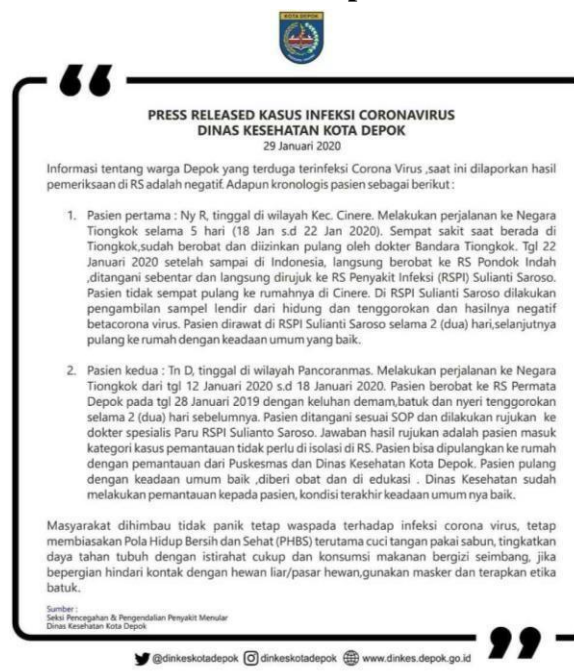 KOTA DEPOK
PRESS RELEASED KASUS INFEKSI CORONAVIRUS
DINAS KESEHATAN KOTA DEPOK
29 Januari 2020
Informasi tentang warga Depok yang terduga terinfeksi Corona Virus ,saat ini dilaporkan hasil
pemeriksaan di RS adalah negatif. Adapun kronologis pasien sebagai berikut :
1. Pasien pertama : Ny R, tinggal di wilayah Kec. Cinere. Melakukan perjalanan ke Negara
Tiongkok selama 5 hari (18 Jan s.d 22 Jan 2020). Sempat sakit saat berada di
Tiongkok,sudah berobat dan diizinkan pulang oleh dokter Bandara Tiongkok. Tgl 22
Januari 2020 setelah sampai di Indonesia, langsung berobat ke RS Pondok Indah
,ditangani sebentar dan langsung dirujuk ke RS Penyakit Infeksi (RSPI) Sulianti Saroso.
Pasien tidak sempat pulang ke rumahnya di Cinere. Di RSPI Sulianti Saroso dilakukan
pengambilan sampel lendir dari hidung dan tenggorokan dan hasilnya negatif
betacorona virus. Pasien dirawat di RSPI Sulianti Saroso selama 2 (dua) hari,selanjutnya
pulang ke rumah dengan keadaan umum yang baik.
2. Pasien kedua : Tn D, tinggal di wilayah Pancoranmas. Melakukan perjalanan ke Negara
Tiongkok dari tgl 12 Januari 2020 s.d 18 Januari 2020. Pasien berobat ke RS Permata
Depok pada tgl 28 Januari 2019 dengan keluhan demam,batuk dan nyeri tenggorokan
selama 2 (dua) hari sebelumnya. Pasien ditangani sesuai SOP dan dilakukan rujukan ke
dokter spesialis Paru RSPI Sulianto Saroso. Jawaban hasil rujukan adalah pasien masuk
kategori kasus pemantauan tidak perlu di isolasi di RS. Pasien bisa dipulangkan ke rumah
dengan pemantauan dari Puskesmas dan Dinas Kesehatan Kota Depok. Pasien pulang
dengan keadaan umum baik ,diberi obat dan di edukasi . Dinas Kesehatan sudah
melakukan pemantauan kepada pasien, kondisi terakhir keadaan umum nya baik.
Masyarakat dihimbau tidak panik tetap waspada terhadap infeksi corona virus, tetap
membiasakan Pola Hidup Bersih dan Sehat (PHBS) terutama cuci tangan pakai sabun, tingkatkan
daya tahan tubuh dengan istirahat cukup dan konsumsi makanan bergizi seimbang, jika
bepergian hindari kontak dengan hewan liar/pasar hewan,gunakan masker dan terapkan etika
batuk.
Sumber :
Seksi Pencegahan & Pengendalian Penyakit Menular
Dinas Kesehatan Kota Depok
@dinkeskotadepok dinkeskotadepok www.dinkes.depok.go.id